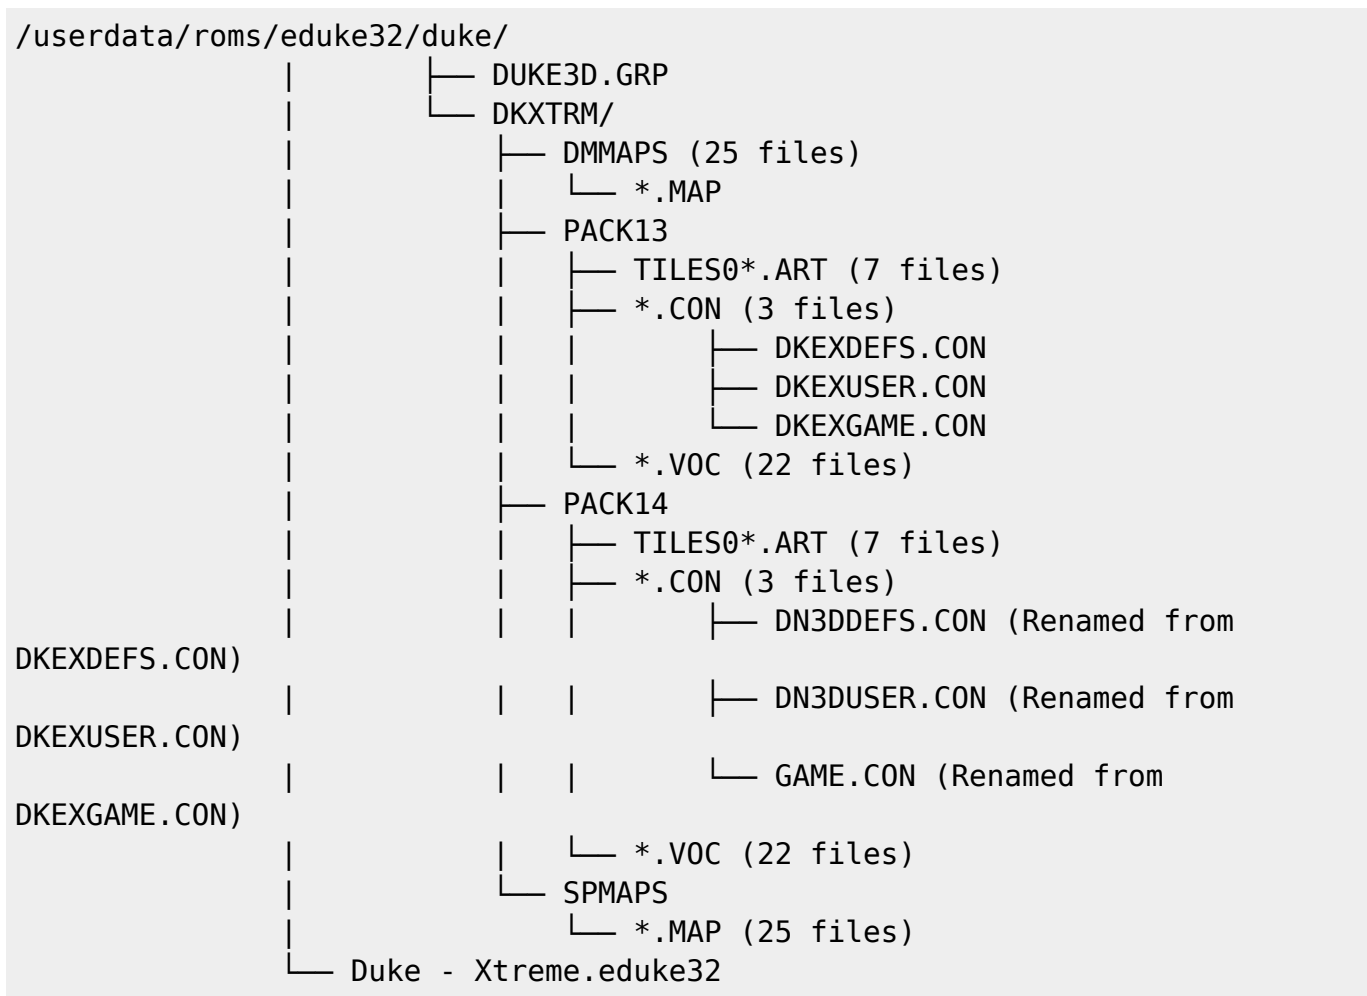 /userdata/roms/eduke32/duke/
                |       ├── DUKE3D.GRP
                |       └── DKXTRM/
                |           ├── DMMAPS (25 files)
                |           |   └── *.MAP
                |           ├── PACK13
                |           |   ├── TILES0*.ART (7 files)
                |           |   ├── *.CON (3 files)
                |           |   |       ├── DKEXDEFS.CON
                |           |   |       ├── DKEXUSER.CON
                |           |   |       └── DKEXGAME.CON
                |           |   └── *.VOC (22 files)
                |           ├── PACK14
                |           |   ├── TILES0*.ART (7 files)
                |           |   ├── *.CON (3 files)
                |           |   |       ├── DN3DDEFS.CON (Renamed from
DKEXDEFS.CON)
                |           |   |       ├── DN3DUSER.CON (Renamed from
DKEXUSER.CON)
                |           |   |       └── GAME.CON (Renamed from
DKEXGAME.CON)
                |           |   └── *.VOC (22 files)
                |           └── SPMAPS
                |               └── *.MAP (25 files)
                └── Duke - Xtreme.eduke32